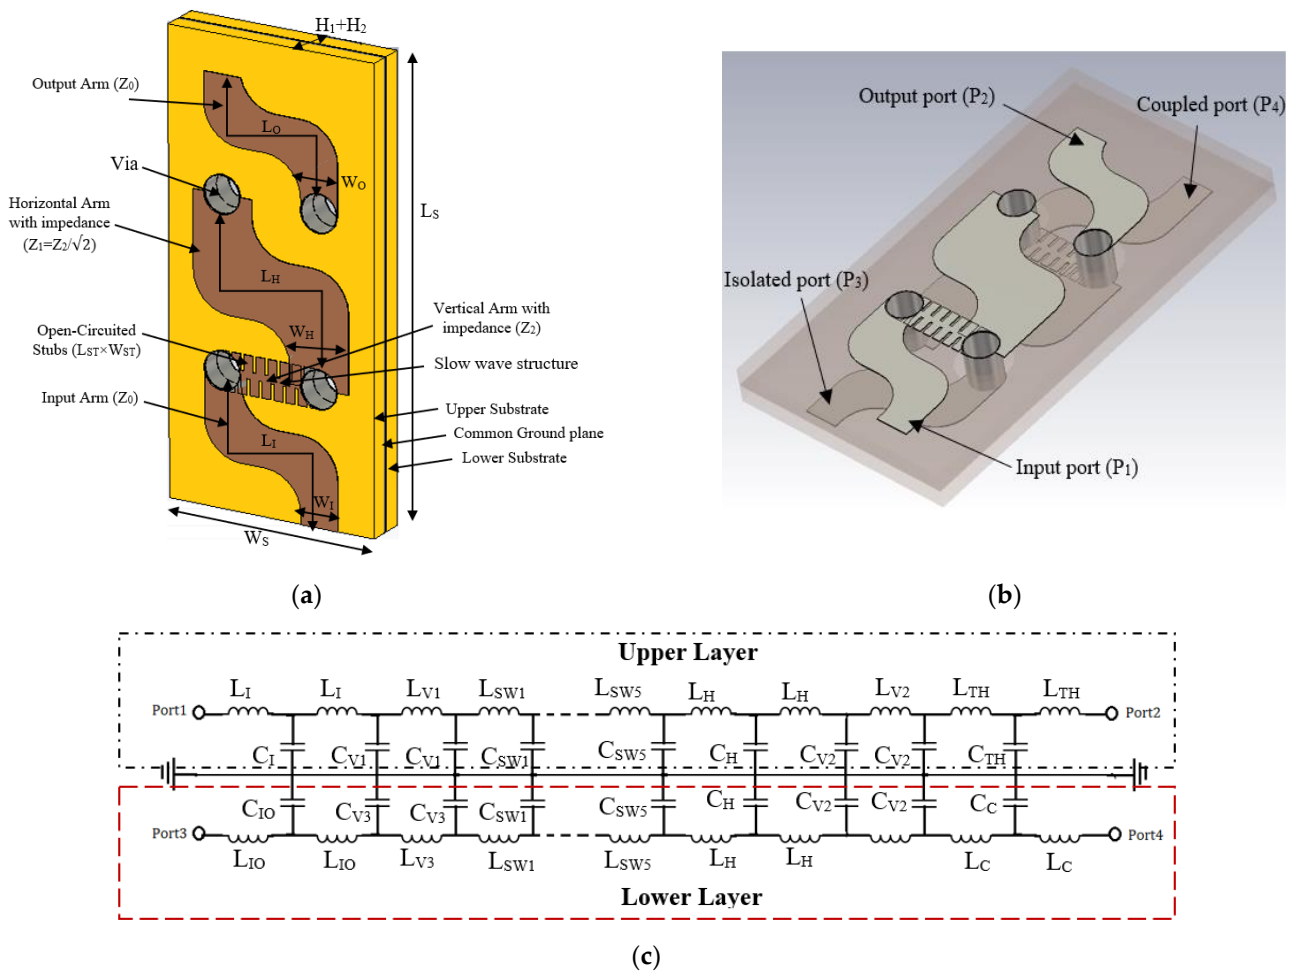 H1+H2
Output Arm (Z0)
LO
Via
WO
Horizontal Arm
with impedance
(Z1=Z2/√2)
LS
LH
Vertical Arm with
impedance (Z2)
Open-Circuited
Stubs (LST×WST)
WH
Slow wave structure
Input Arm (Z0)
Upper Substrate
Common Ground plane
LI
Lower Substrate
WI
WS
(a)
Output port (P2)
Coupled port (P4)
Isolated port (P3)
Input port (P1)
(b)
Upper Layer
LI LI LV1 LSW1 LSW5 LH LH LV2 LTH LTH
Port1 Port2
CI CV1 CV1 CSW1 CSW5 CH CV2 CV2 CTH
CIO CV3 CV3 CSW1 CSW5 CH CV2 CV2 CC
Port3 Port4
LIO LIO LV3 LSW1 LSW5 LH LH LC LC
Lower Layer
(c)